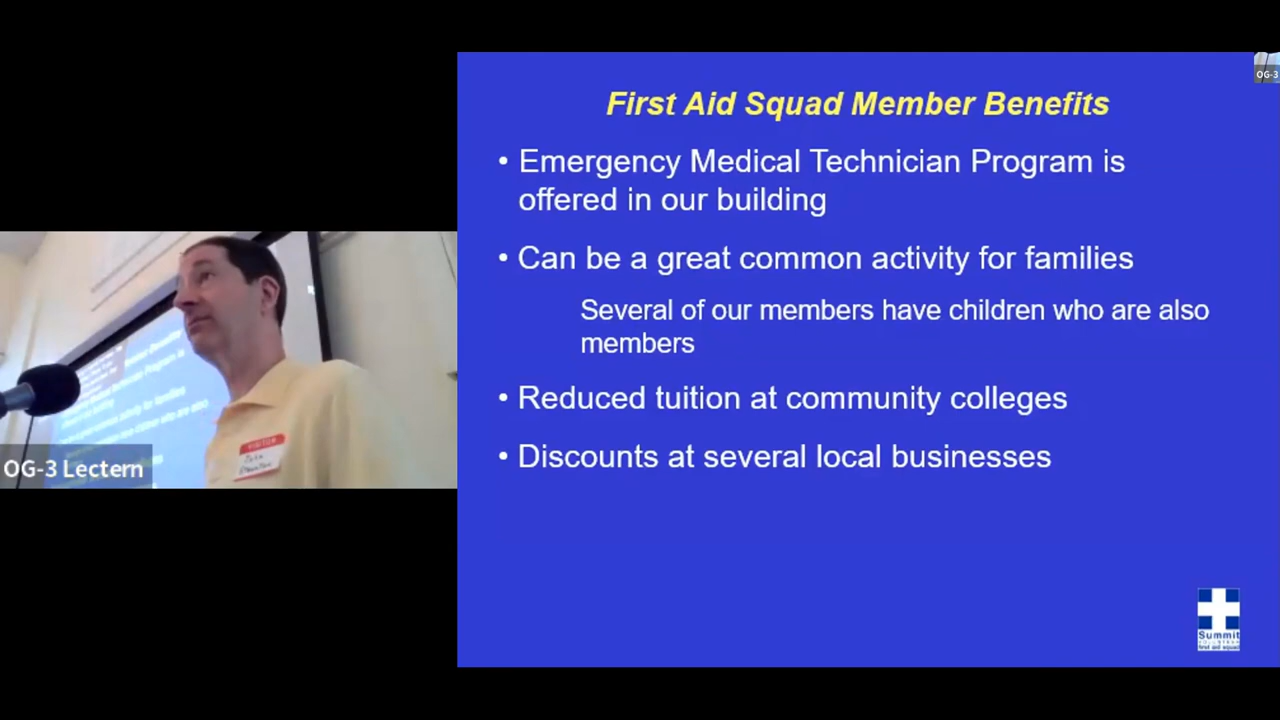 First Aid Squad Member Benefits
• Emergency Medical Technician Program is
offered in our building
• Can be a great common activity for families
Several of our members have children who are also
members
• Reduced tuition at community colleges
• Discounts at several local businesses
OG-3
OG-3 Lectern
VISITOR
John
Summit
first aid squad